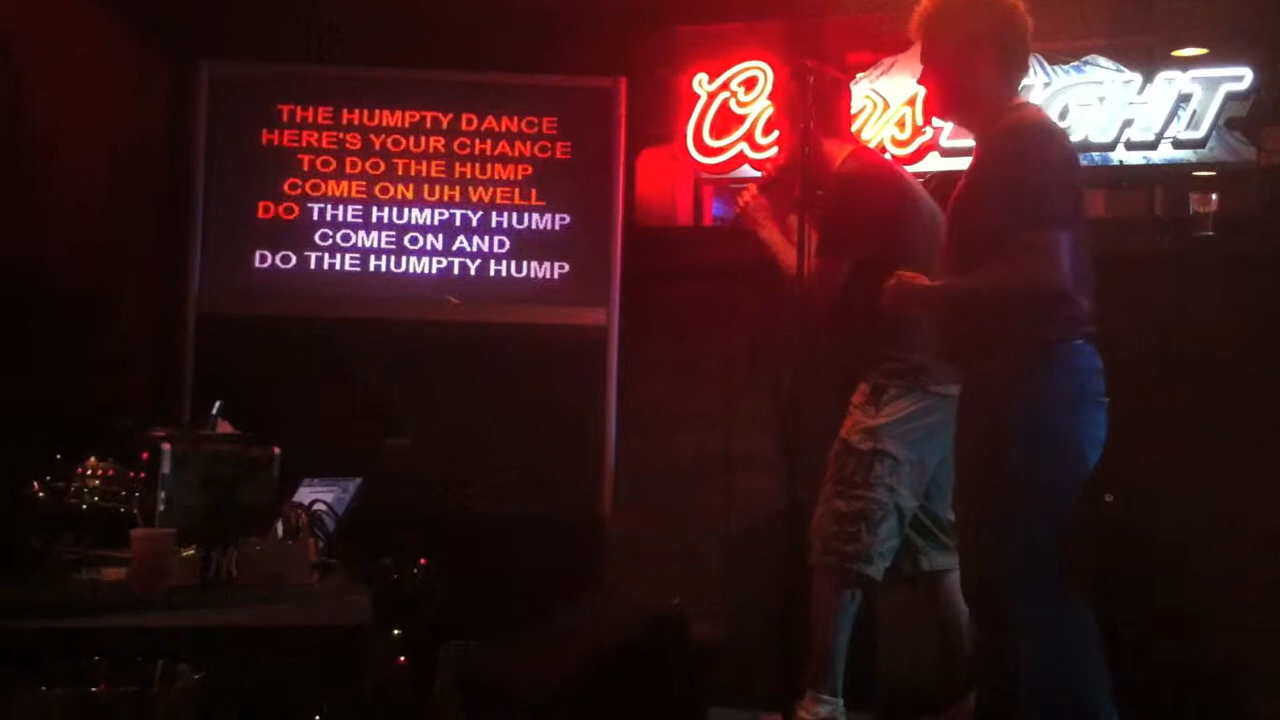 THE HUMPTY DANCE
HERE'S YOUR CHANCE
TO DO THE HUMP
COME ON UH WELL
DO THE HUMPTY HUMP
COME ON AND
DO THE HUMPTY HUMP